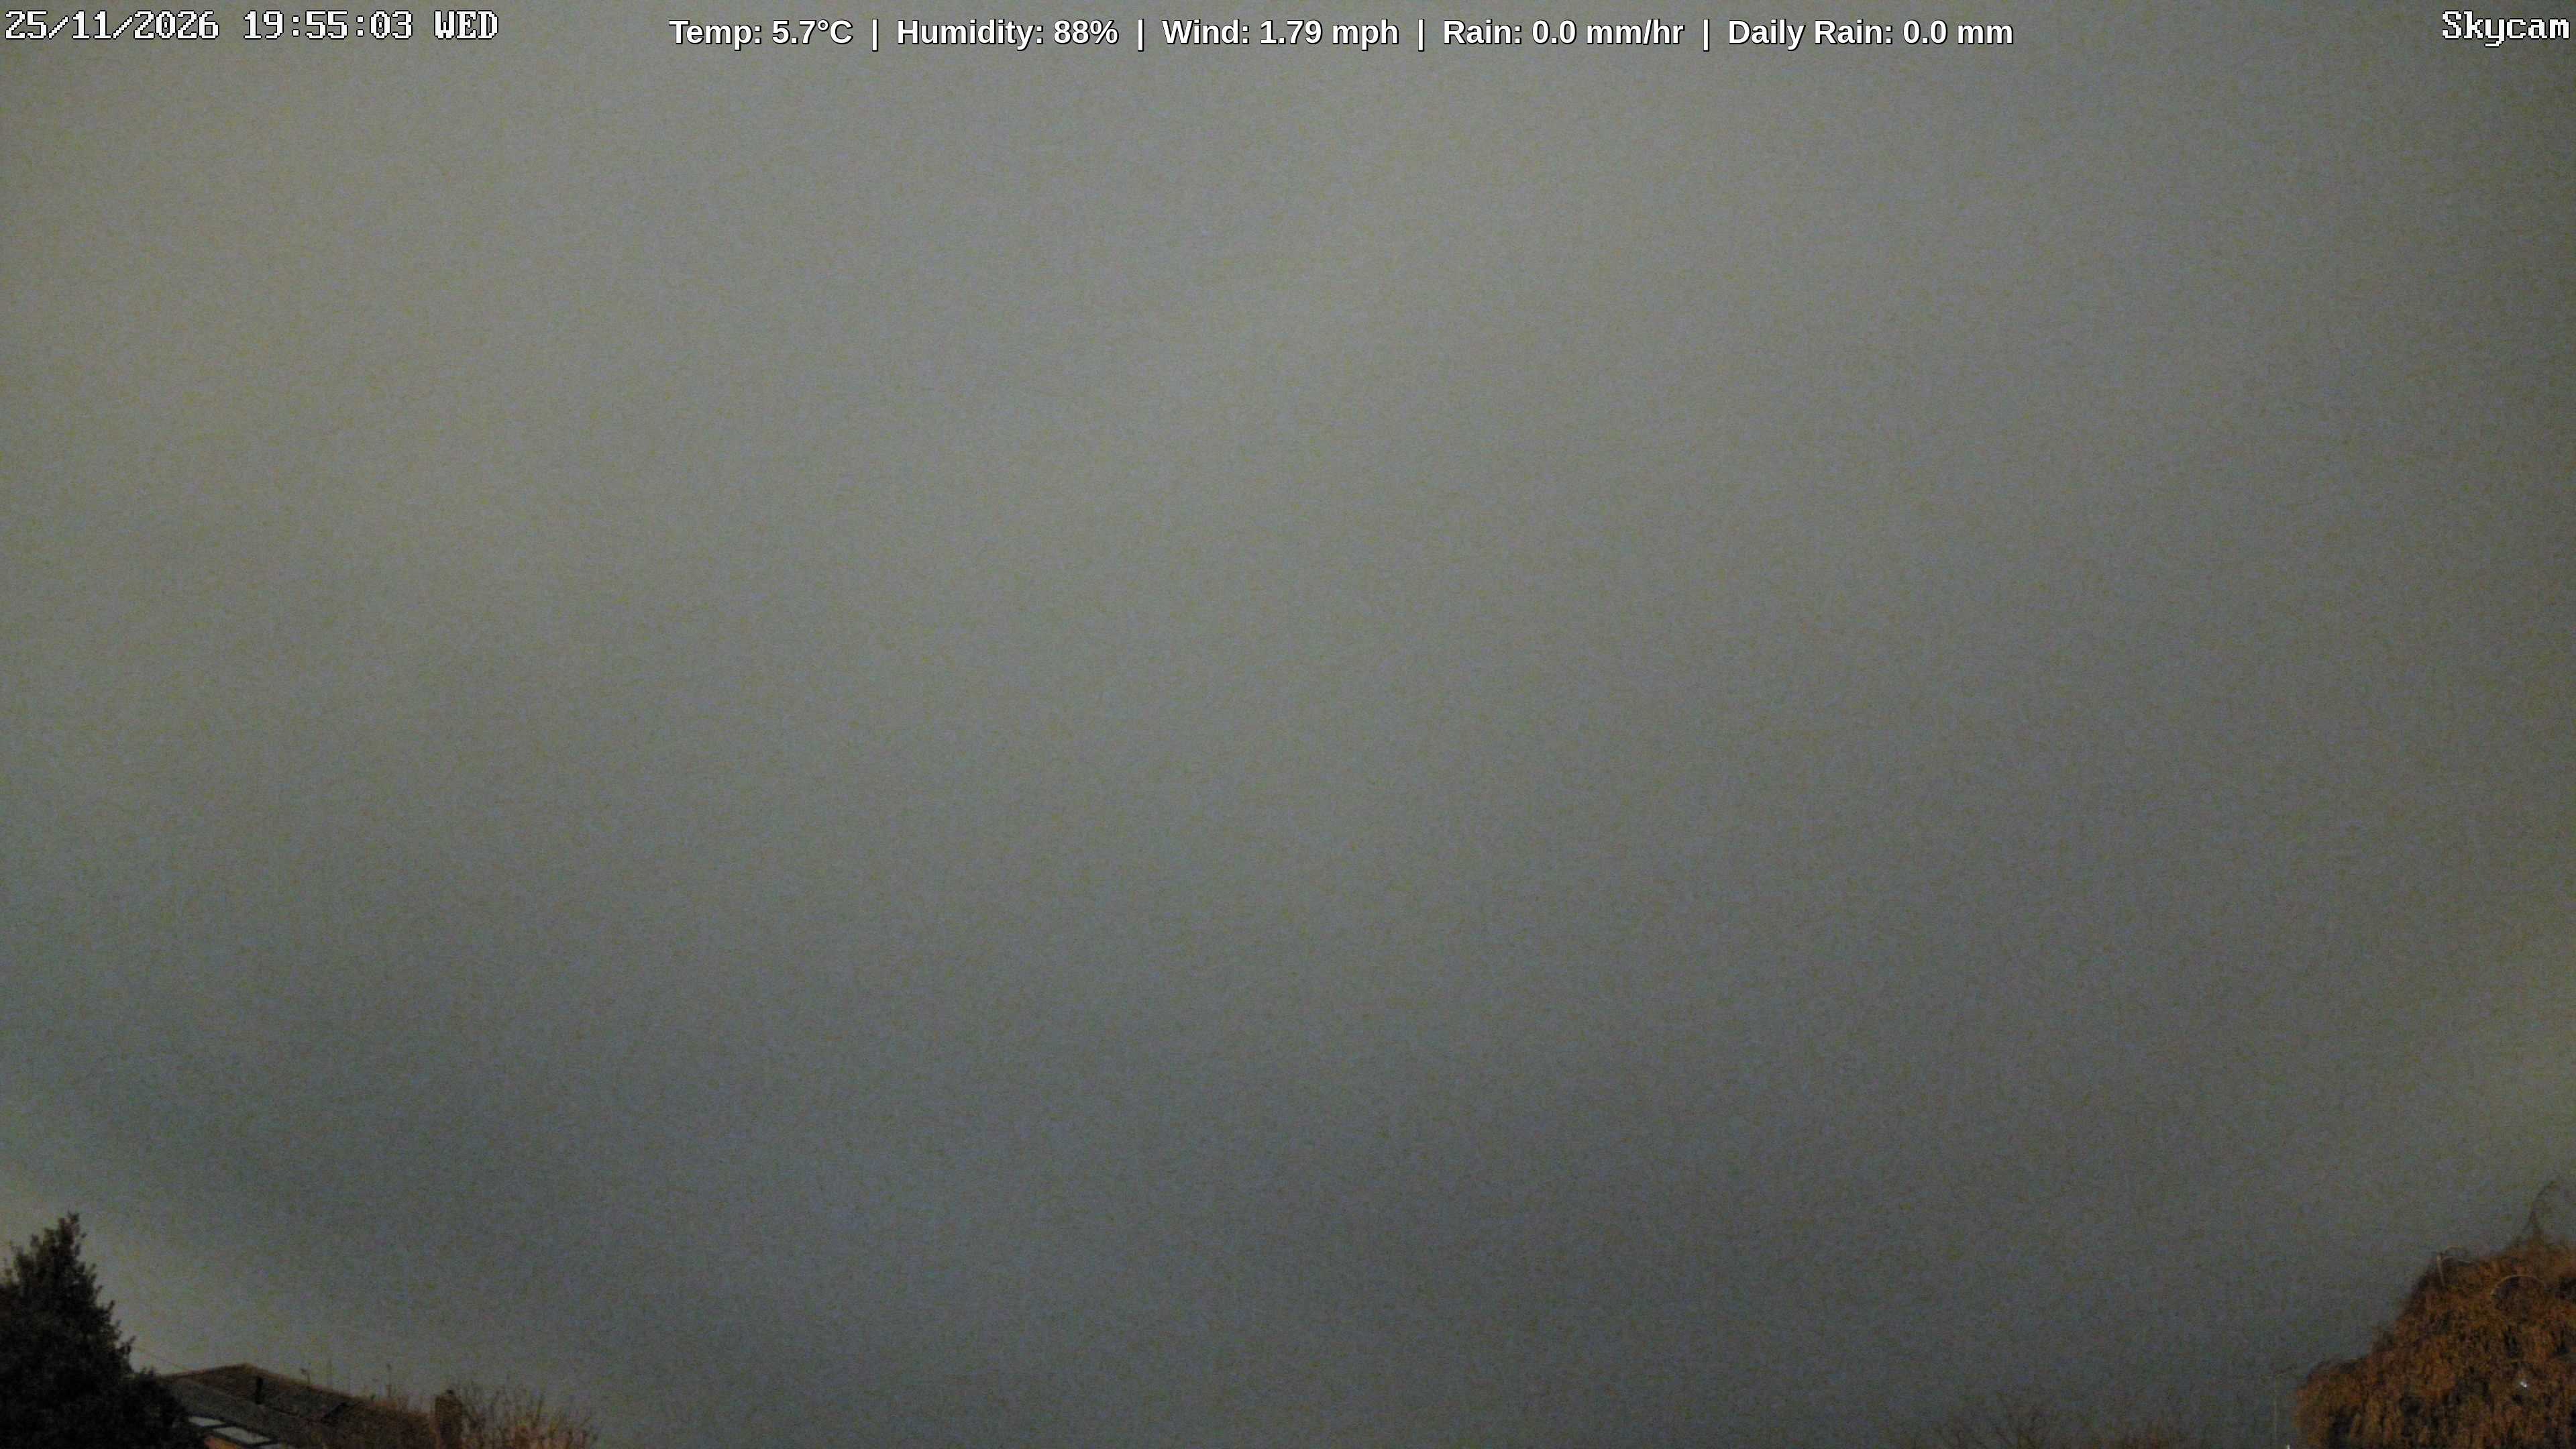 25/11/2026 19:55:03 WED
Temp: 5.7°C | Humidity: 88% | Wind: 1.79 mph | Rain: 0.0 mm/hr | Daily Rain: 0.0 mm
Skycam